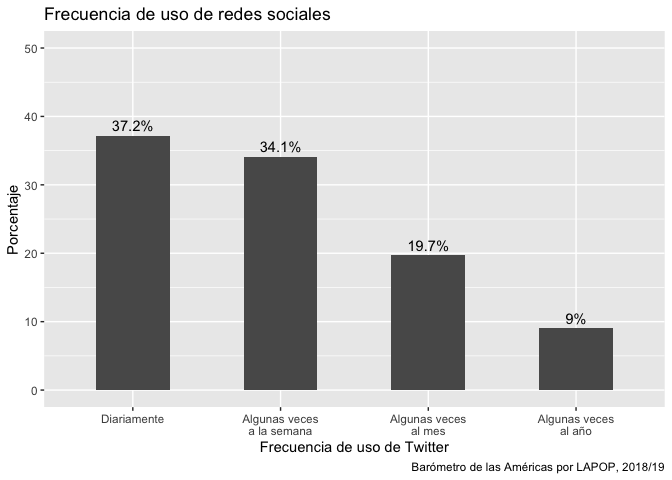 Frecuencia de uso de redes sociales
Porcentaje
50
40
30
20
10
0
37.2%
34.1%
19.7%
9%
Diariamente
Algunas veces
a la semana
Algunas veces
al mes
Algunas veces
al año
Frecuencia de uso de Twitter
Barómetro de las Américas por LAPOP, 2018/19